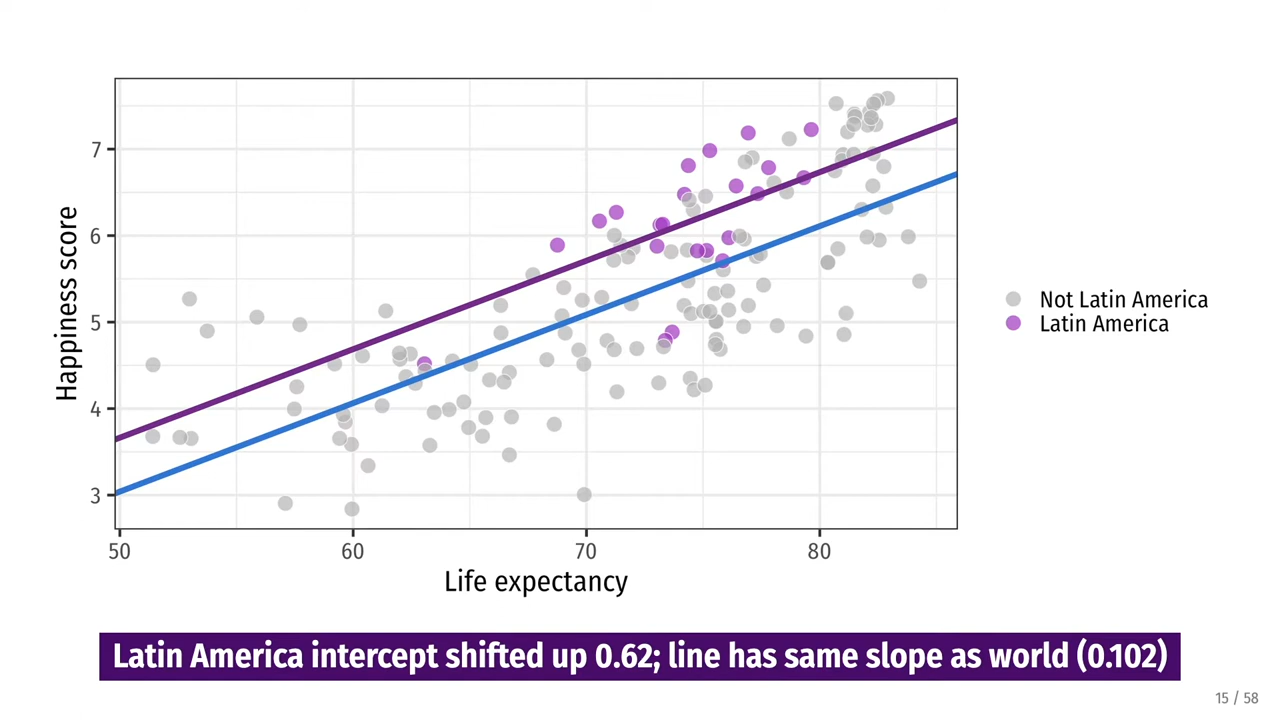 7
6
5
4
3
Happiness score
50 60 70 80
Life expectancy
Not Latin America
Latin America
Latin America intercept shifted up 0.62; line has same slope as world (0.102)
15 / 58